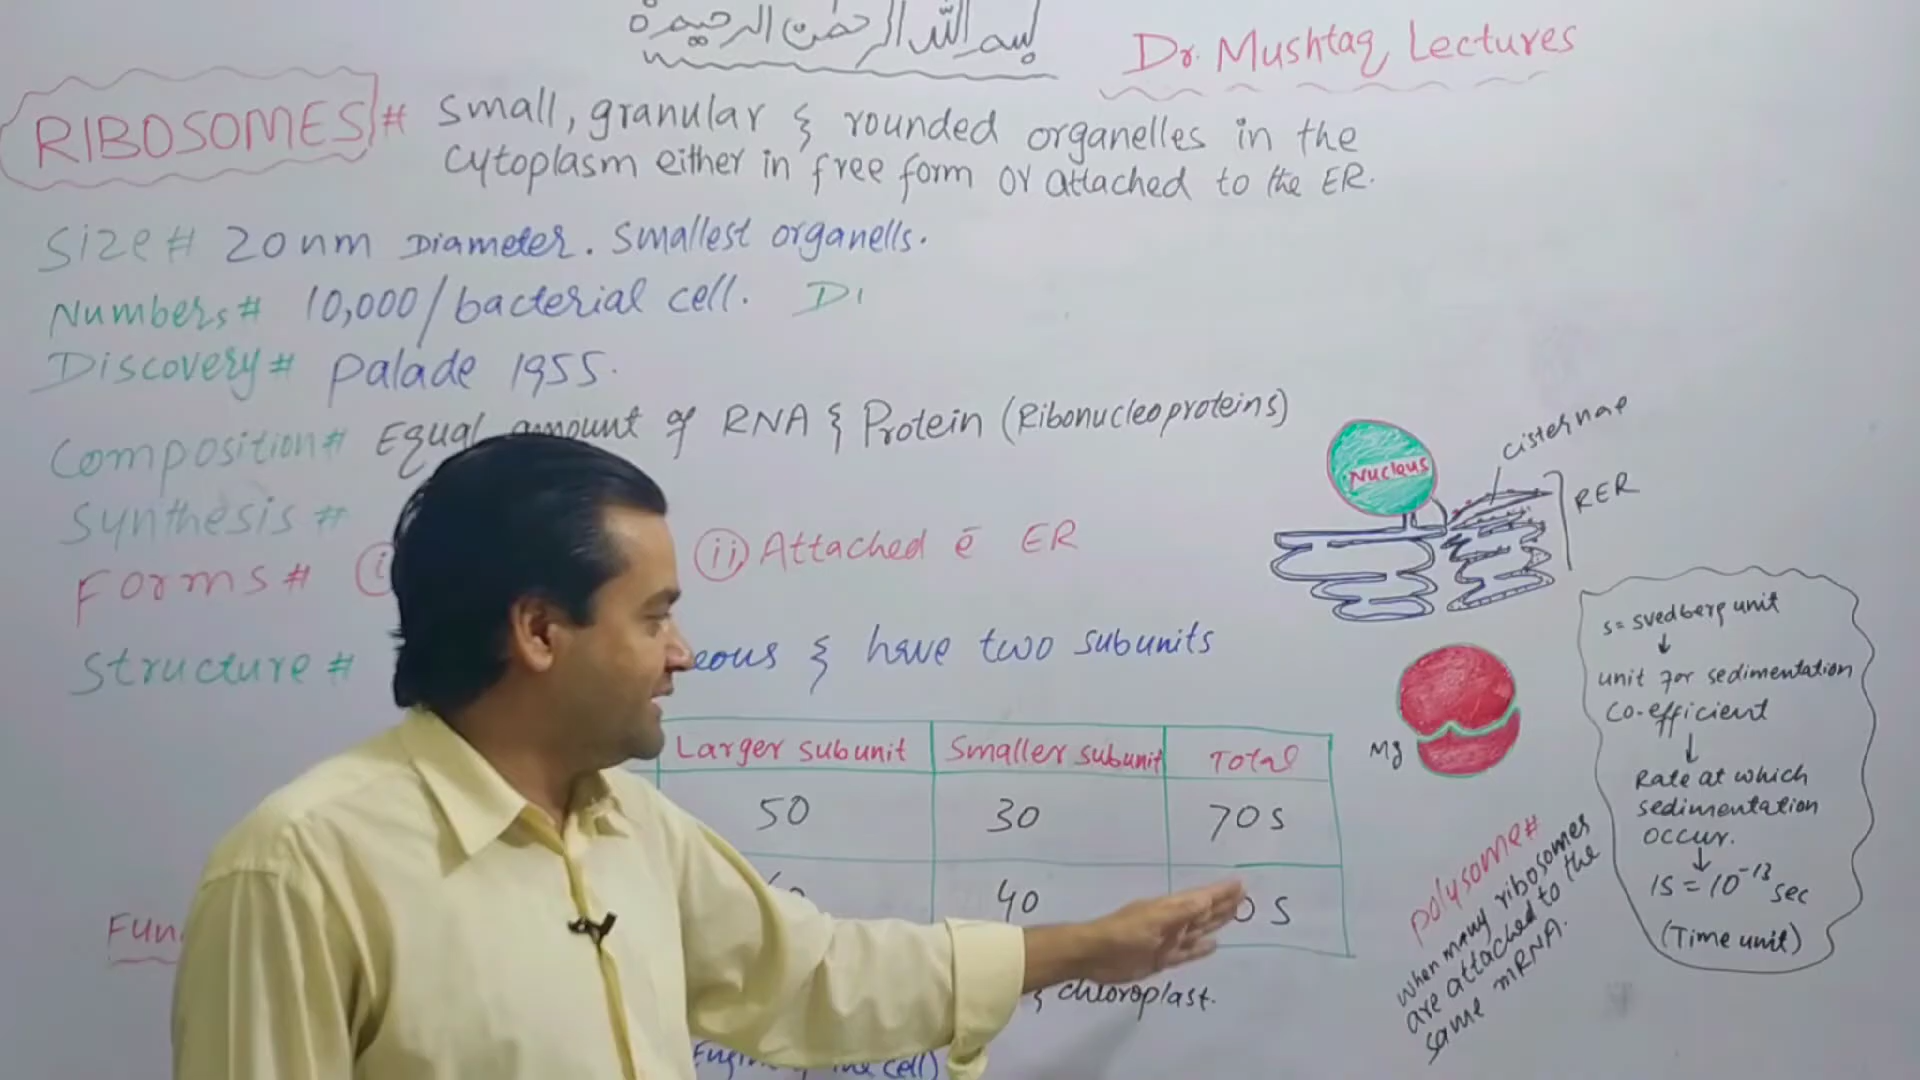 بسم الله الرحمٰن الرحيم
Dr. Mushtaq Lectures
RIBOSOMES # Small, granular & rounded organelles in the
cytoplasm either in free form or attached to the ER.
Size # 20nm Diameter. Smallest organells.
Numbers # 10,000/bacterial cell. DI
Discovery # Palade 1955.
Composition # Equal amount of RNA & Protein (Ribonucleoproteins)
Synthesis #
Forms # (i (ii) Attached ē ER
Structure # eous & have two subunits
Larger subunit Smaller subunit Total
50 30 70S
40 0 S
Fun
& chloroplast.
the cell)
Nucleus
cisternae
RER
Mg
Polysome #
when many ribosomes
are attached to the
same mRNA.
S = svedberg unit
↓
unit for sedimentation
co-efficient
↓
Rate at which
sedimentation
occur.
↓
1S = 10⁻¹³ sec
(Time unit)